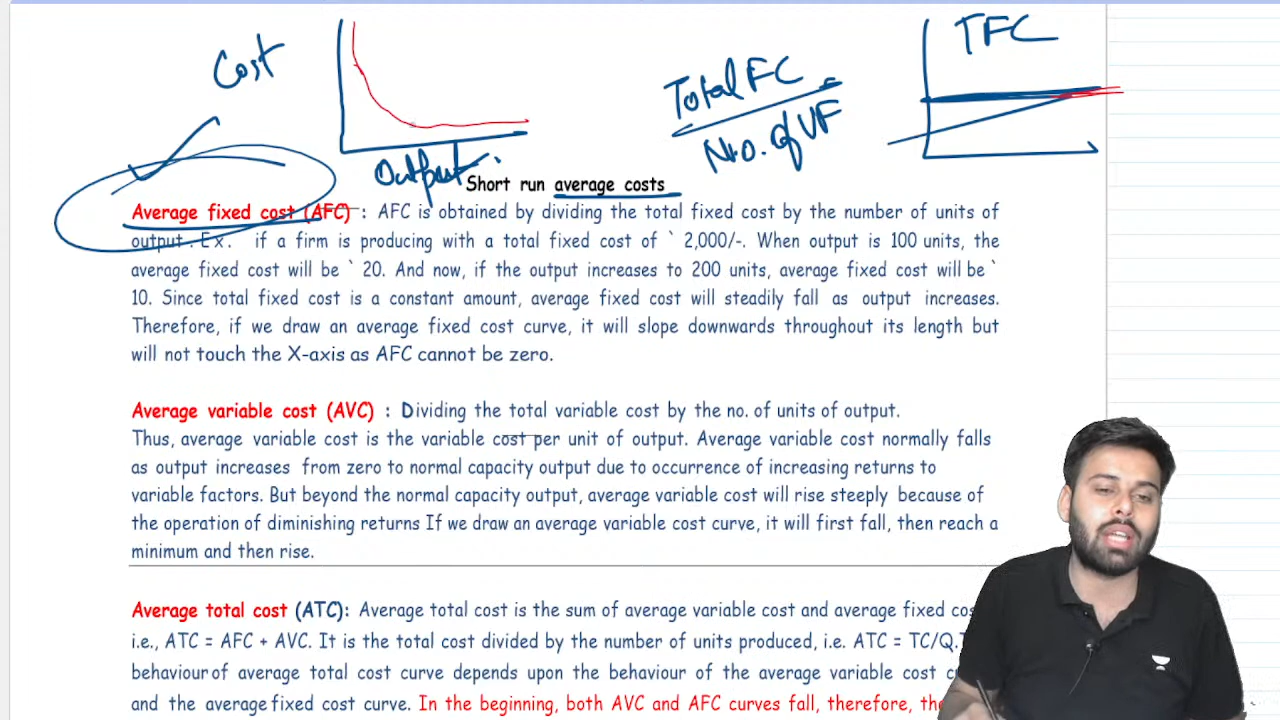 Cost
Output
Total FC
No. of VF
TFC
Short run average costs
Average fixed cost (AFC) : AFC is obtained by dividing the total fixed cost by the number of units of
output . Ex. if a firm is producing with a total fixed cost of ` 2,000/-. When output is 100 units, the
average fixed cost will be ` 20. And now, if the output increases to 200 units, average fixed cost will be `
10. Since total fixed cost is a constant amount, average fixed cost will steadily fall as output increases.
Therefore, if we draw an average fixed cost curve, it will slope downwards throughout its length but
will not touch the X-axis as AFC cannot be zero.
Average variable cost (AVC) : Dividing the total variable cost by the no. of units of output.
Thus, average variable cost is the variable cost per unit of output. Average variable cost normally falls
as output increases from zero to normal capacity output due to occurrence of increasing returns to
variable factors. But beyond the normal capacity output, average variable cost will rise steeply because of
the operation of diminishing returns If we draw an average variable cost curve, it will first fall, then reach a
minimum and then rise.
Average total cost (ATC): Average total cost is the sum of average variable cost and average fixed
i.e., ATC = AFC + AVC. It is the total cost divided by the number of units produced, i.e. ATC = TC/Q.
behaviour of average total cost curve depends upon the behaviour of the average variable cost
and the average fixed cost curve. In the beginning, both AVC and AFC curves fall, therefore,